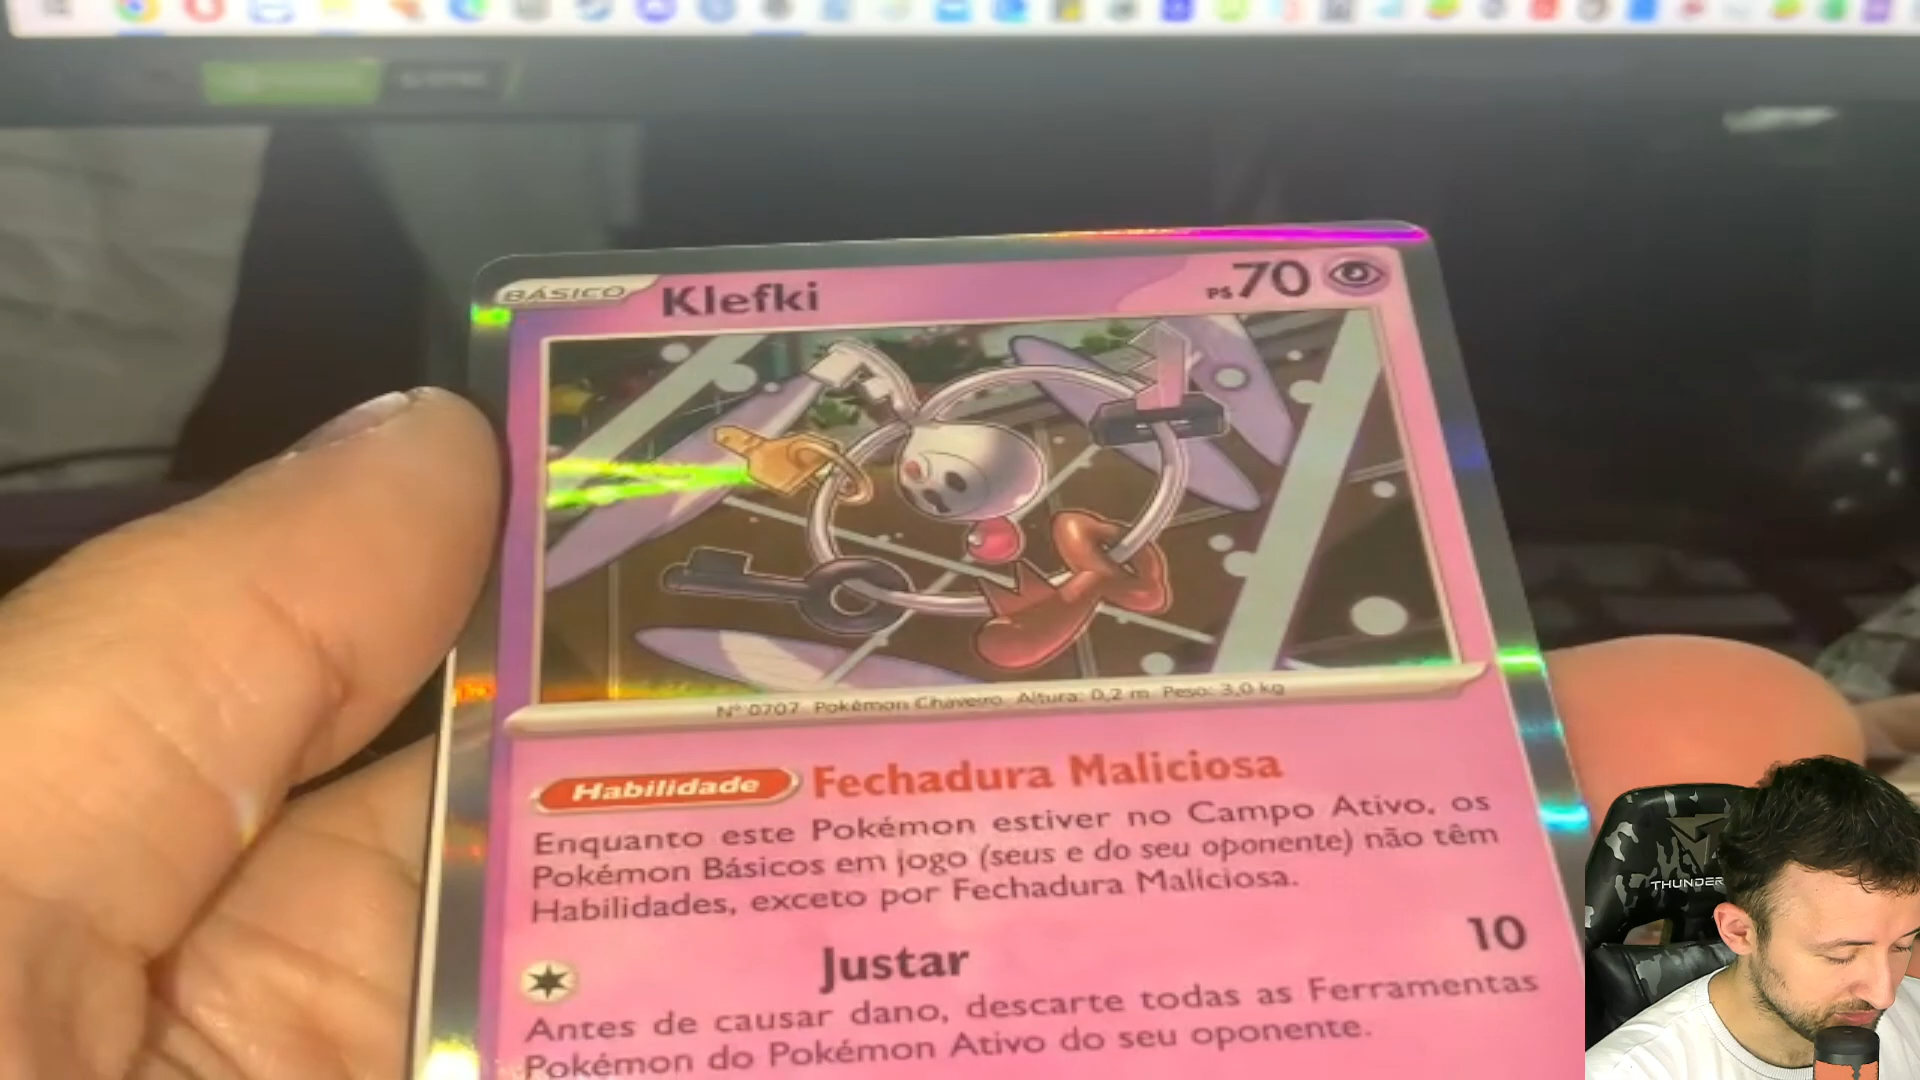 BÁSICO Klefki PS 70
Nº 0707 Pokémon Chaveiro Altura: 0,2 m Peso: 3,0 kg
Habilidade Fechadura Maliciosa
Enquanto este Pokémon estiver no Campo Ativo, os
Pokémon Básicos em jogo (seus e do seu oponente) não têm
Habilidades, exceto por Fechadura Maliciosa.
Justar 10
Antes de causar dano, descarte todas as Ferramentas
Pokémon do Pokémon Ativo do seu oponente.
THUNDER